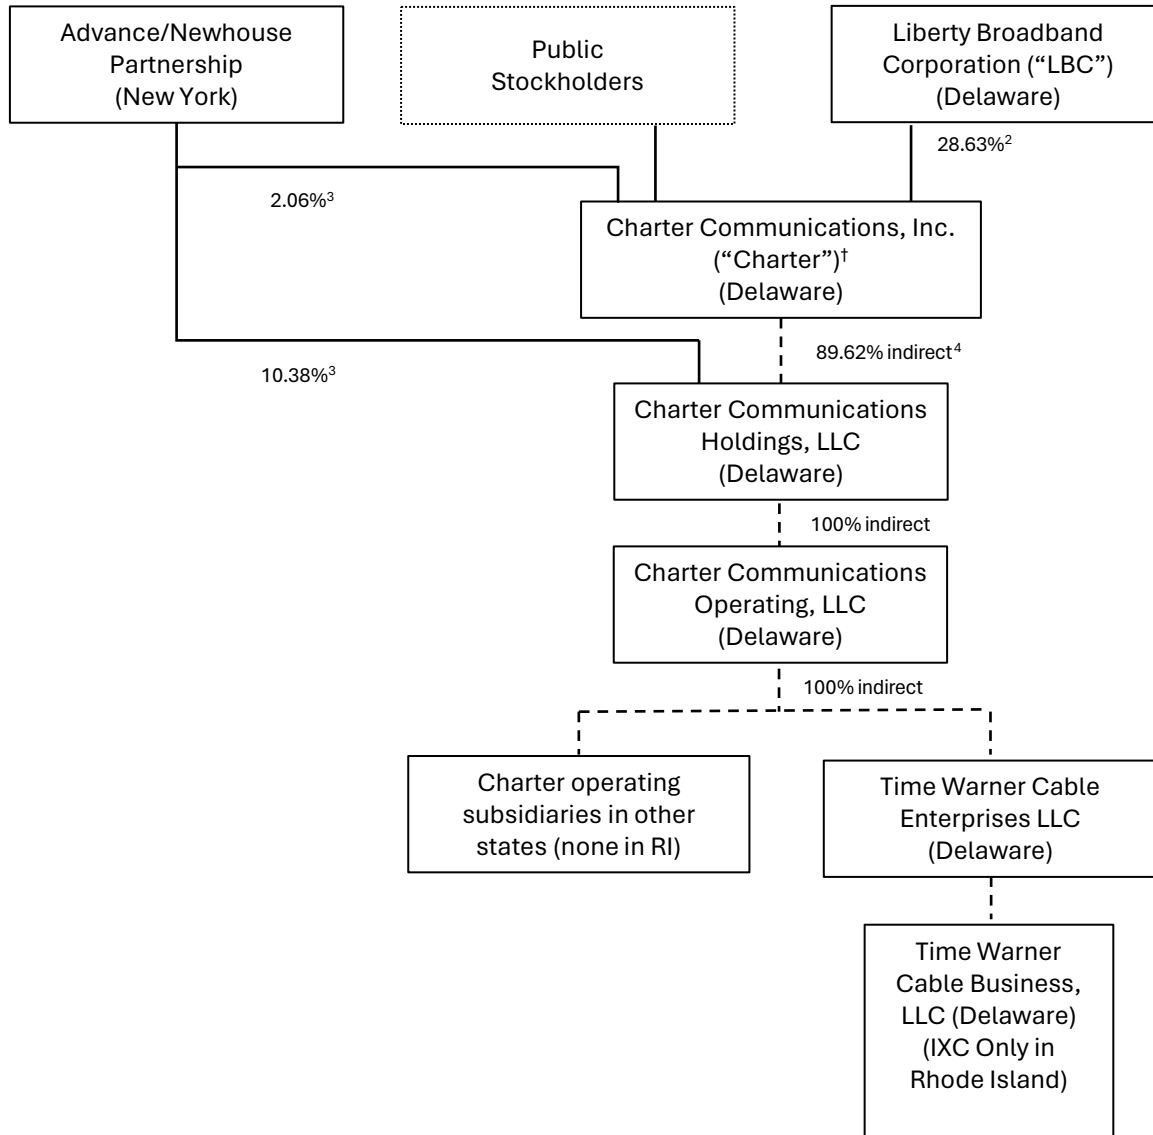 Advance/Newhouse
Partnership
(New York)
Public
Stockholders
Liberty Broadband
Corporation (“LBC”)
(Delaware)
28.63%²
2.06%³
Charter Communications, Inc.
(“Charter”)†
(Delaware)
89.62% indirect⁴
10.38%³
Charter Communications
Holdings, LLC
(Delaware)
100% indirect
Charter Communications
Operating, LLC
(Delaware)
100% indirect
Charter operating
subsidiaries in other
states (none in RI)
Time Warner Cable
Enterprises LLC
(Delaware)
Time Warner
Cable Business,
LLC (Delaware)
(IXC Only in
Rhode Island)